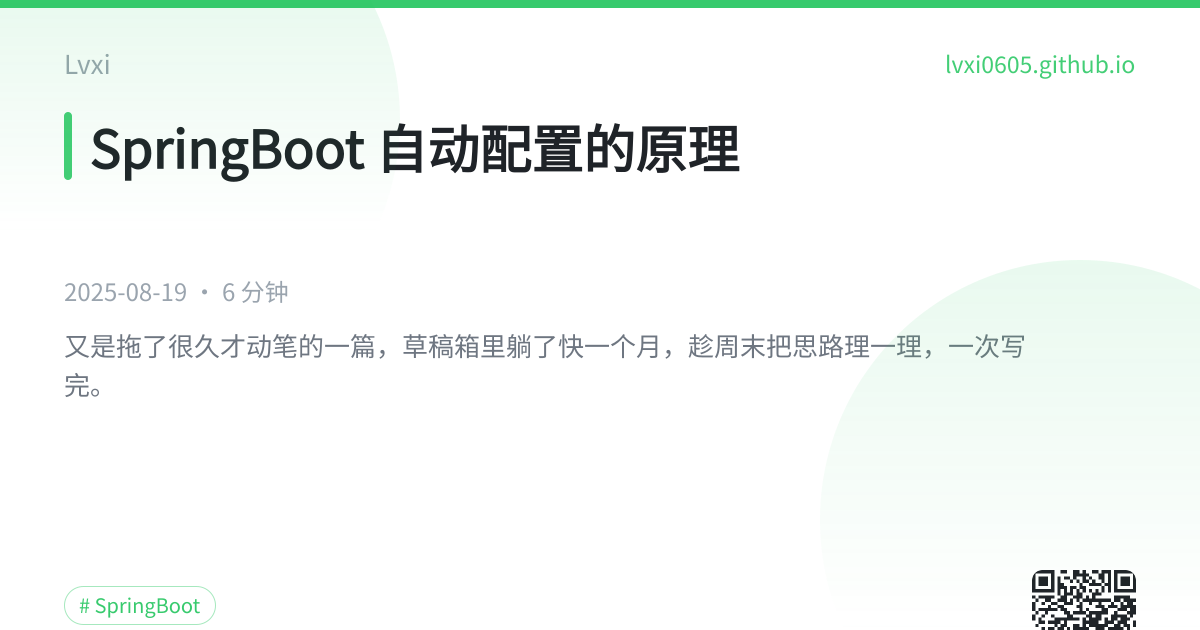 Lvxi
lvxi0605.github.io
SpringBoot 自动配置的原理
2025-08-19 · 6 分钟
又是拖了很久才动笔的一篇，草稿箱里躺了快一个月，趁周末把思路理一理，一次写
完。
# SpringBoot